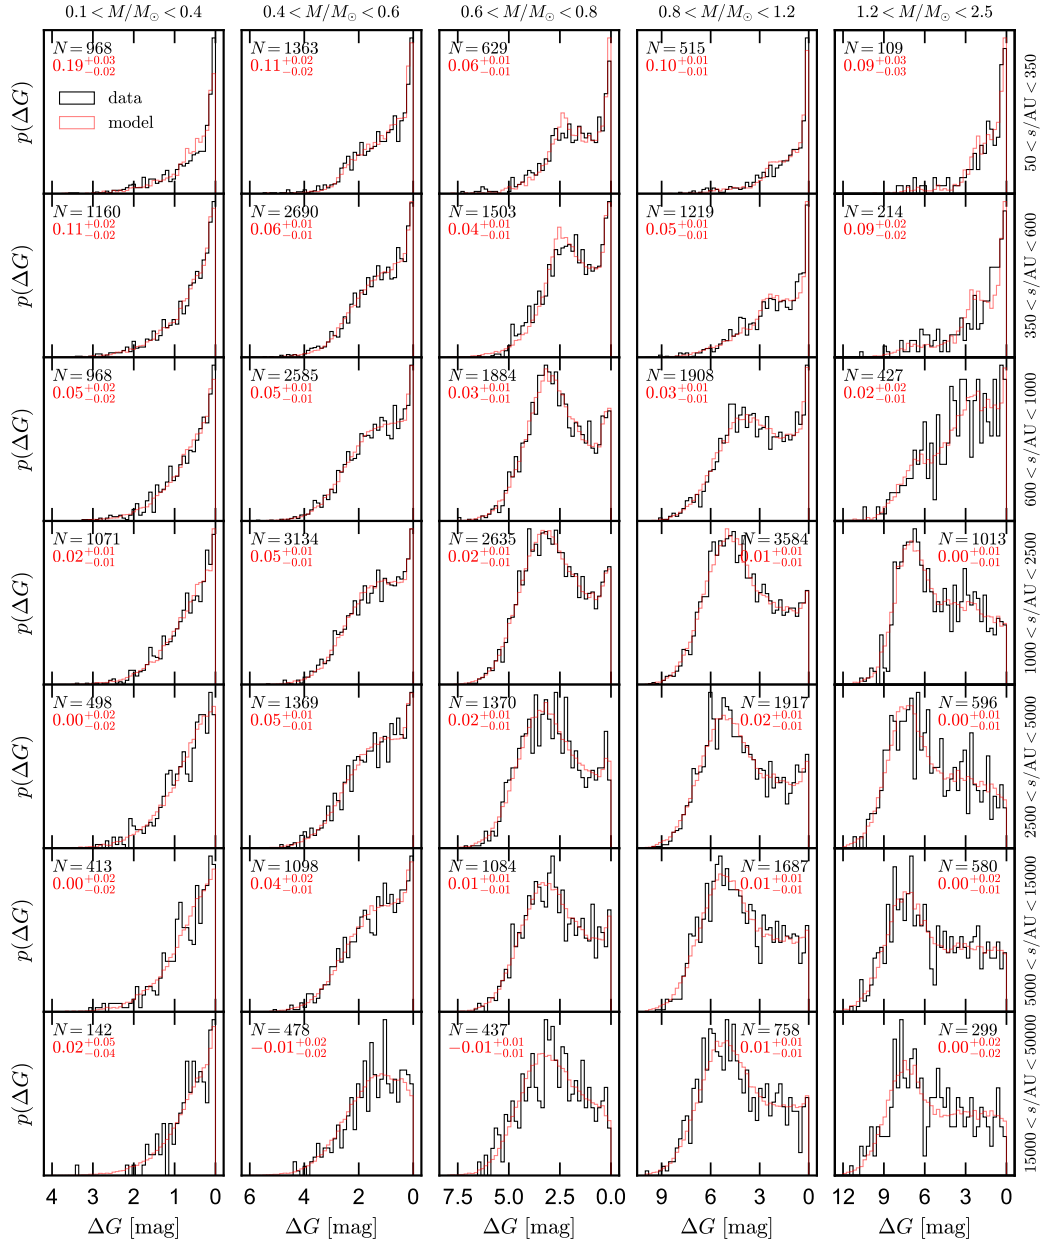 0.1 < M/M⊙ < 0.4 0.4 < M/M⊙ < 0.6 0.6 < M/M⊙ < 0.8 0.8 < M/M⊙ < 1.2 1.2 < M/M⊙ < 2.5
p(ΔG)
N = 968 N = 1363 N = 629 N = 515 N = 109
0.19+0.03−0.02 0.11+0.02−0.02 0.06+0.01−0.01 0.10+0.01−0.01 0.09+0.03−0.03
data
model
50 < s/AU < 350
p(ΔG)
N = 1160 N = 2690 N = 1503 N = 1219 N = 214
0.11+0.02−0.02 0.06+0.01−0.01 0.04+0.01−0.01 0.05+0.01−0.01 0.09+0.02−0.02
350 < s/AU < 600
p(ΔG)
N = 968 N = 2585 N = 1884 N = 1908 N = 427
0.05+0.02−0.02 0.05+0.01−0.01 0.03+0.01−0.01 0.03+0.01−0.01 0.02+0.02−0.01
600 < s/AU < 1000
p(ΔG)
N = 1071 N = 3134 N = 2635 N = 3584 N = 1013
0.02+0.01−0.01 0.05+0.01−0.01 0.02+0.01−0.01 0.01+0.01−0.01 0.00+0.01−0.01
1000 < s/AU < 2500
p(ΔG)
N = 498 N = 1369 N = 1370 N = 1917 N = 596
0.00+0.02−0.02 0.05+0.01−0.01 0.02+0.01−0.01 0.02+0.01−0.01 0.00+0.01−0.01
2500 < s/AU < 5000
p(ΔG)
N = 413 N = 1098 N = 1084 N = 1687 N = 580
0.00+0.02−0.02 0.04+0.02−0.01 0.01+0.01−0.01 0.01+0.01−0.01 0.00+0.02−0.01
5000 < s/AU < 15000
p(ΔG)
N = 142 N = 478 N = 437 N = 758 N = 299
0.02+0.05−0.04 −0.01+0.02−0.02 −0.01+0.01−0.01 0.01+0.01−0.01 0.00+0.02−0.02
15000 < s/AU < 50000
4 3 2 1 0 6 4 2 0 7.5 5.0 2.5 0.0 9 6 3 0 12 9 6 3 0
ΔG [mag] ΔG [mag] ΔG [mag] ΔG [mag] ΔG [mag]